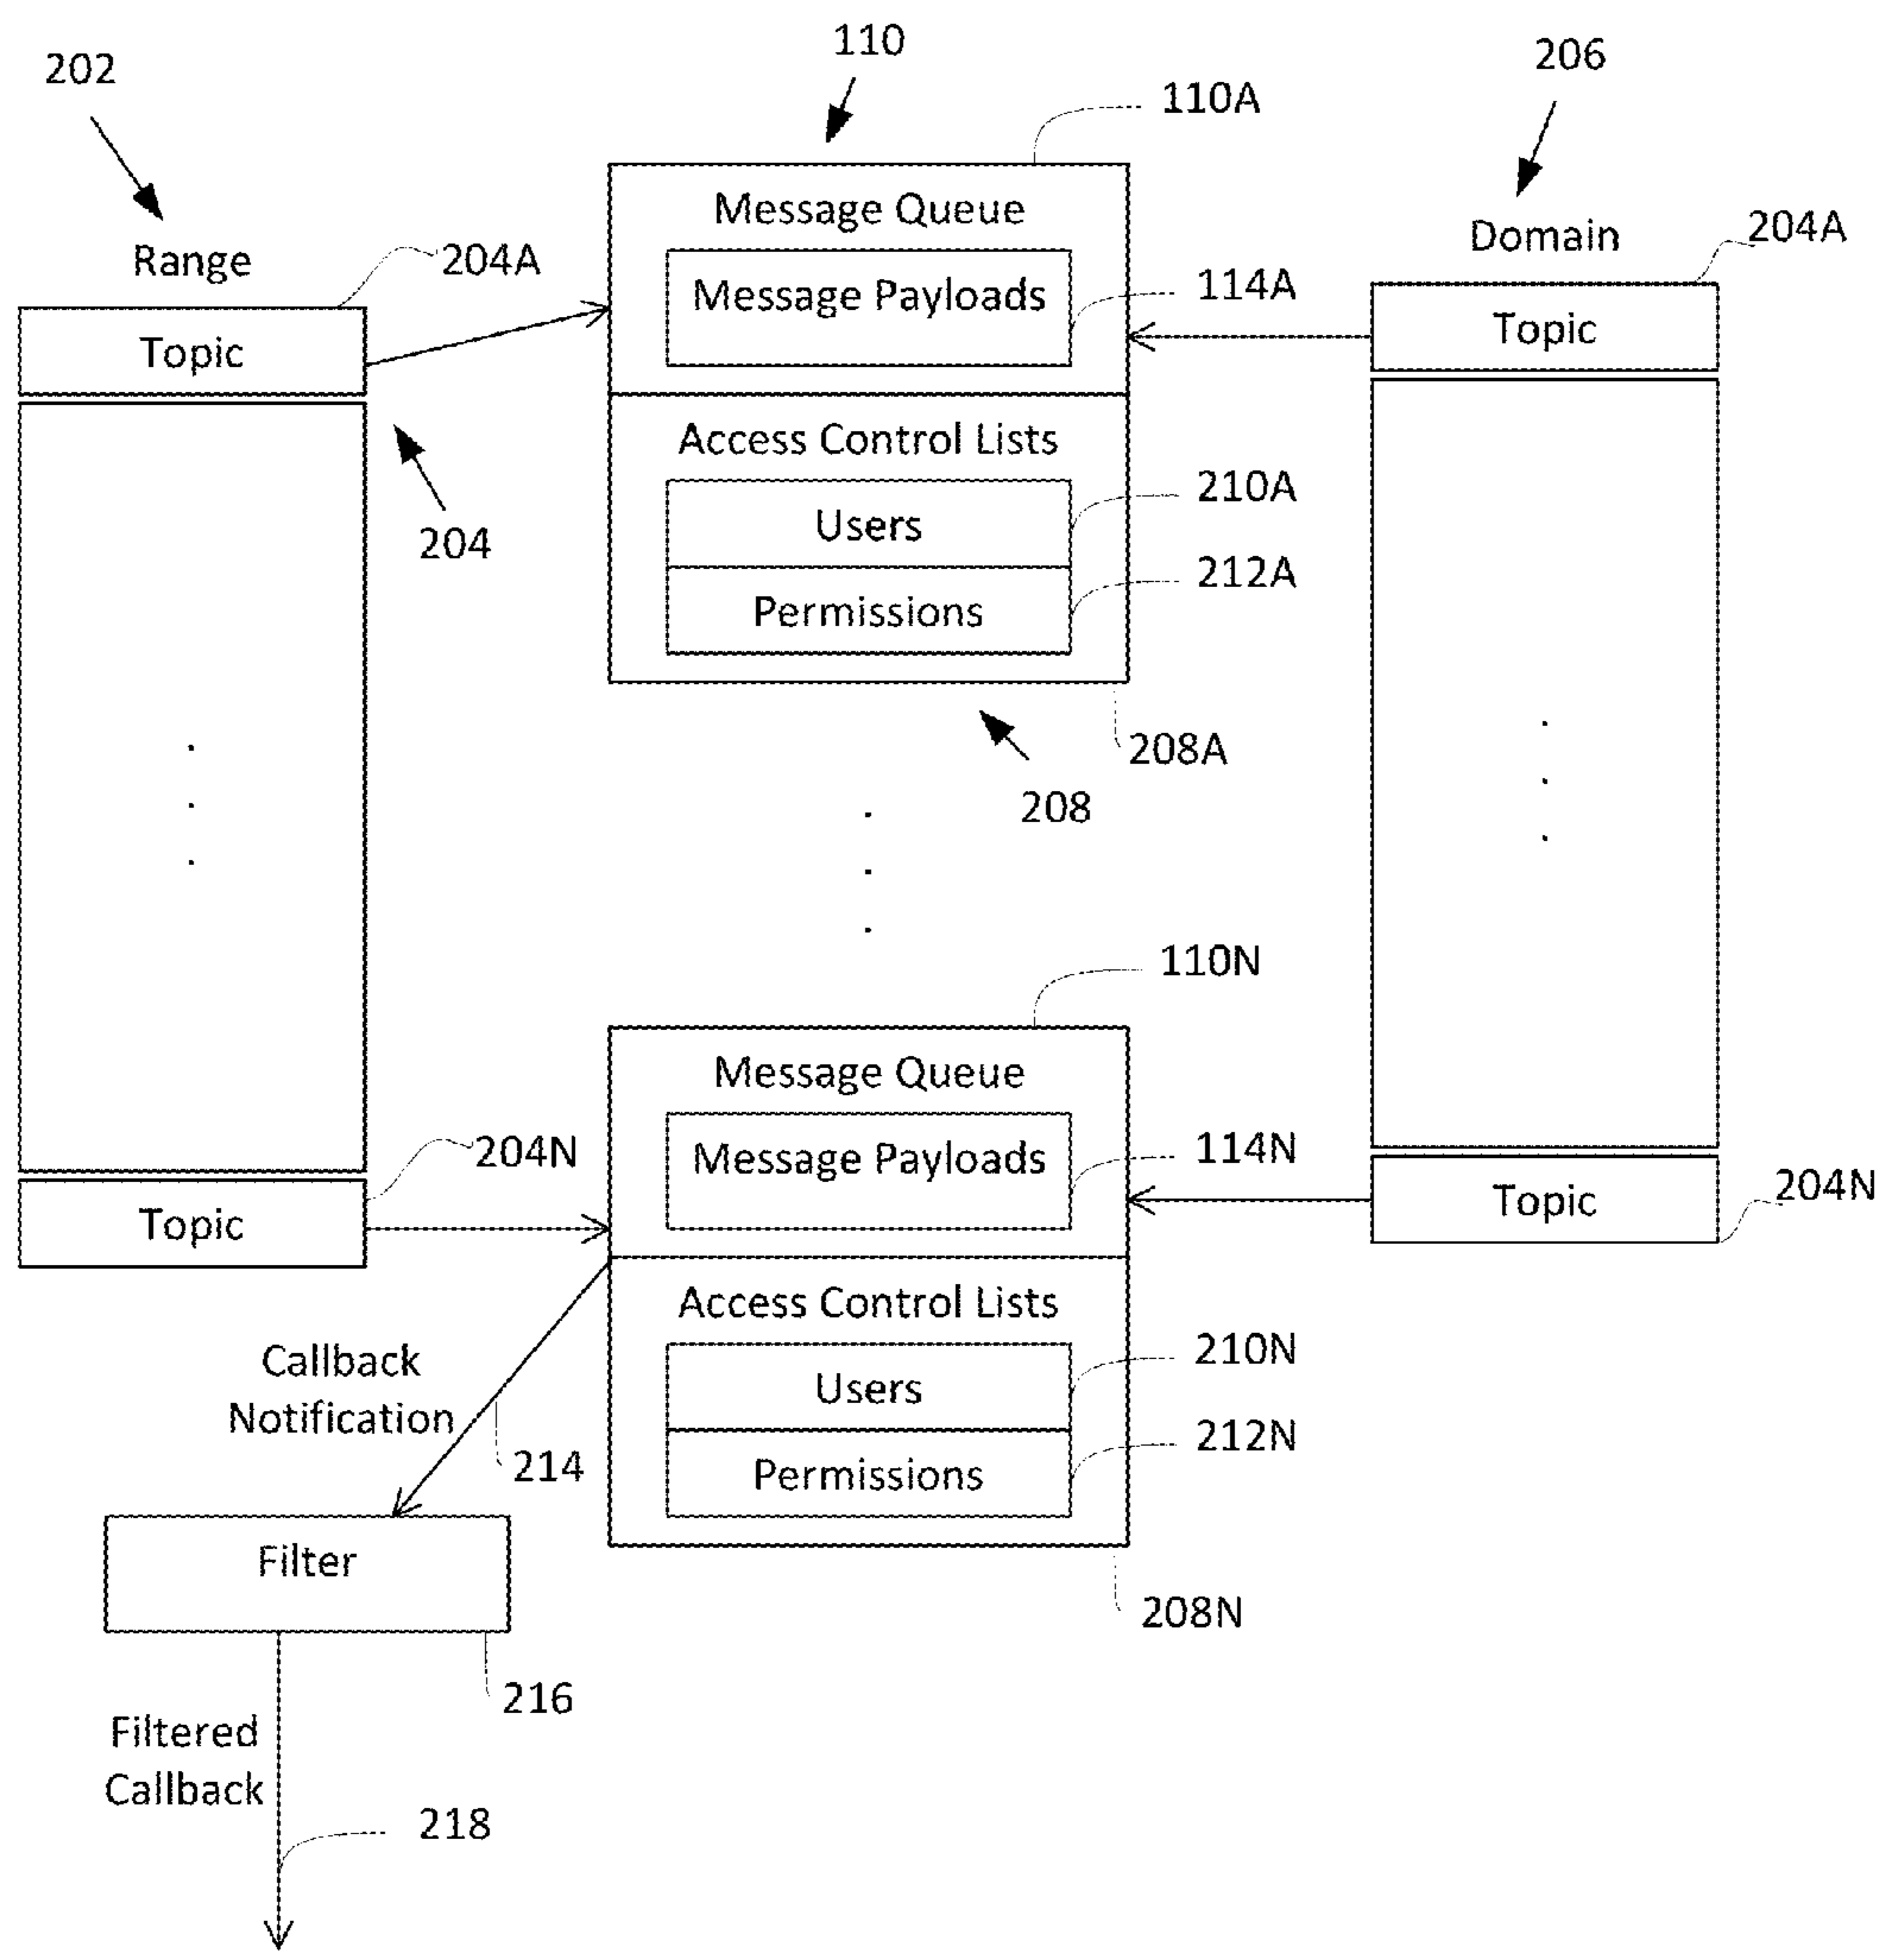 202
110
206
110A
Range
204A
Message Queue
Domain
204A
Topic
Message Payloads
114A
Topic
204
Access Control Lists
Users
210A
Permissions
212A
208A
208
110N
Message Queue
204N
Message Payloads
114N
Topic
Topic
204N
Access Control Lists
Callback
Notification
214
Users
210N
Permissions
212N
Filter
208N
216
Filtered
Callback
218